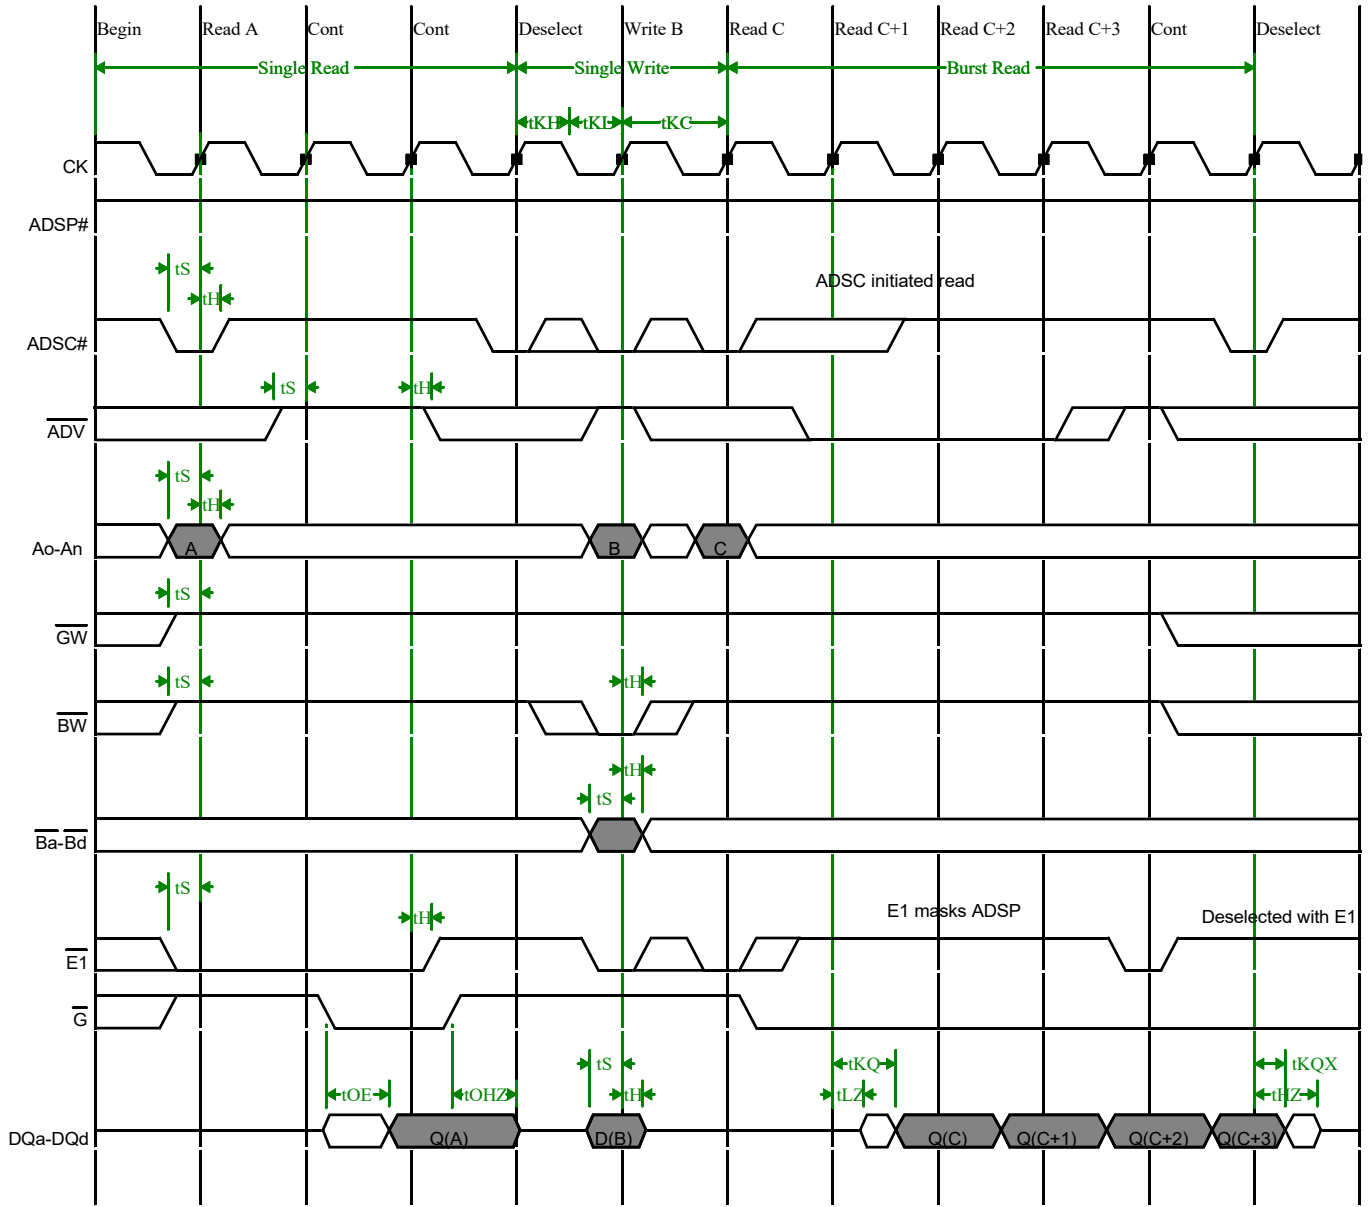 Begin Read A Cont Cont Deselect Write B Read C Read C+1 Read C+2 Read C+3 Cont Deselect
Single Read Single Write Burst Read
tKH tKL tKC
CK
ADSP#
tS
ADSC initiated read
tH
ADSC#
tS tH
ADV
tS
tH
Ao-An A B C
tS
GW
tS tH
BW
tH
tS
Ba-Bd
tS
E1 masks ADSP
tH Deselected with E1
E1
G
tS tKQ tKQX
tOE tOHZ tH tLZ tHZ
DQa-DQd Q(A) D(B) Q(C) Q(C+1) Q(C+2) Q(C+3)